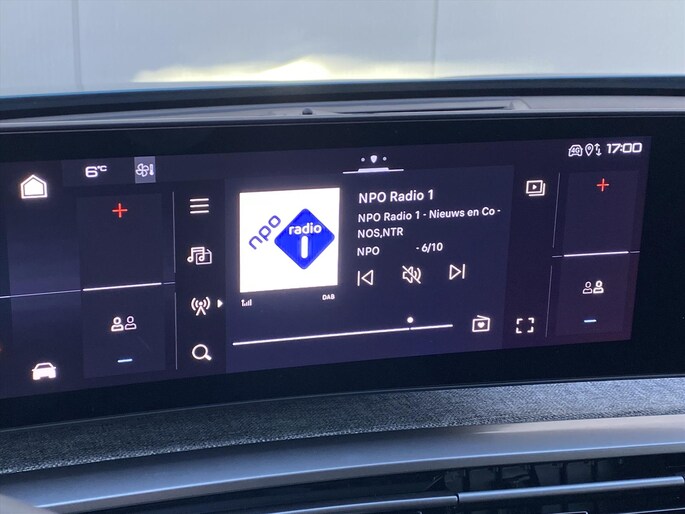 6°C
4G
17:00
npo
radio
1
NPO Radio 1
NPO Radio 1 - Nieuws en Co -
NOS,NTR
NPO - 6/10
DAB